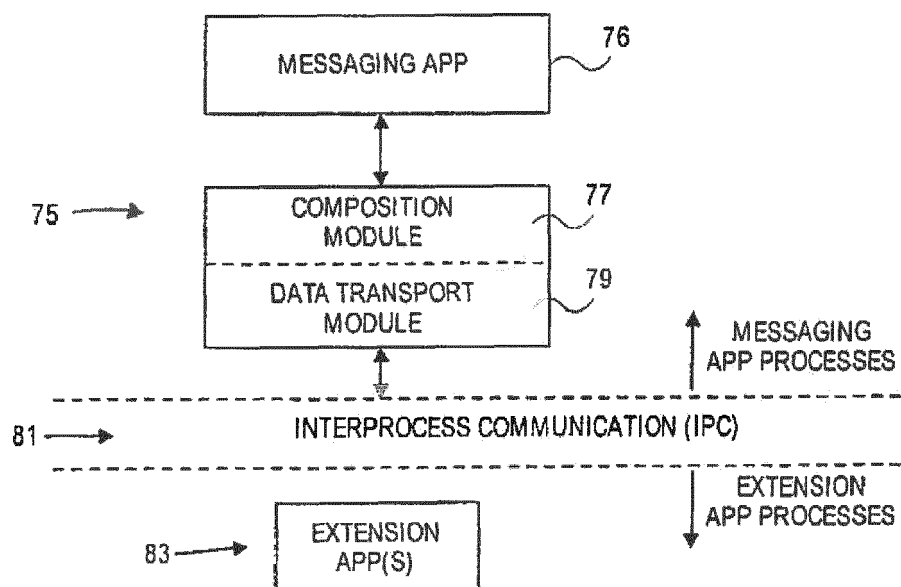 MESSAGING APP
76
75
COMPOSITION
MODULE
77
DATA TRANSPORT
MODULE
79
MESSAGING
APP PROCESSES
81
INTERPROCESS COMMUNICATION (IPC)
EXTENSION
APP PROCESSES
83
EXTENSION
APP(S)